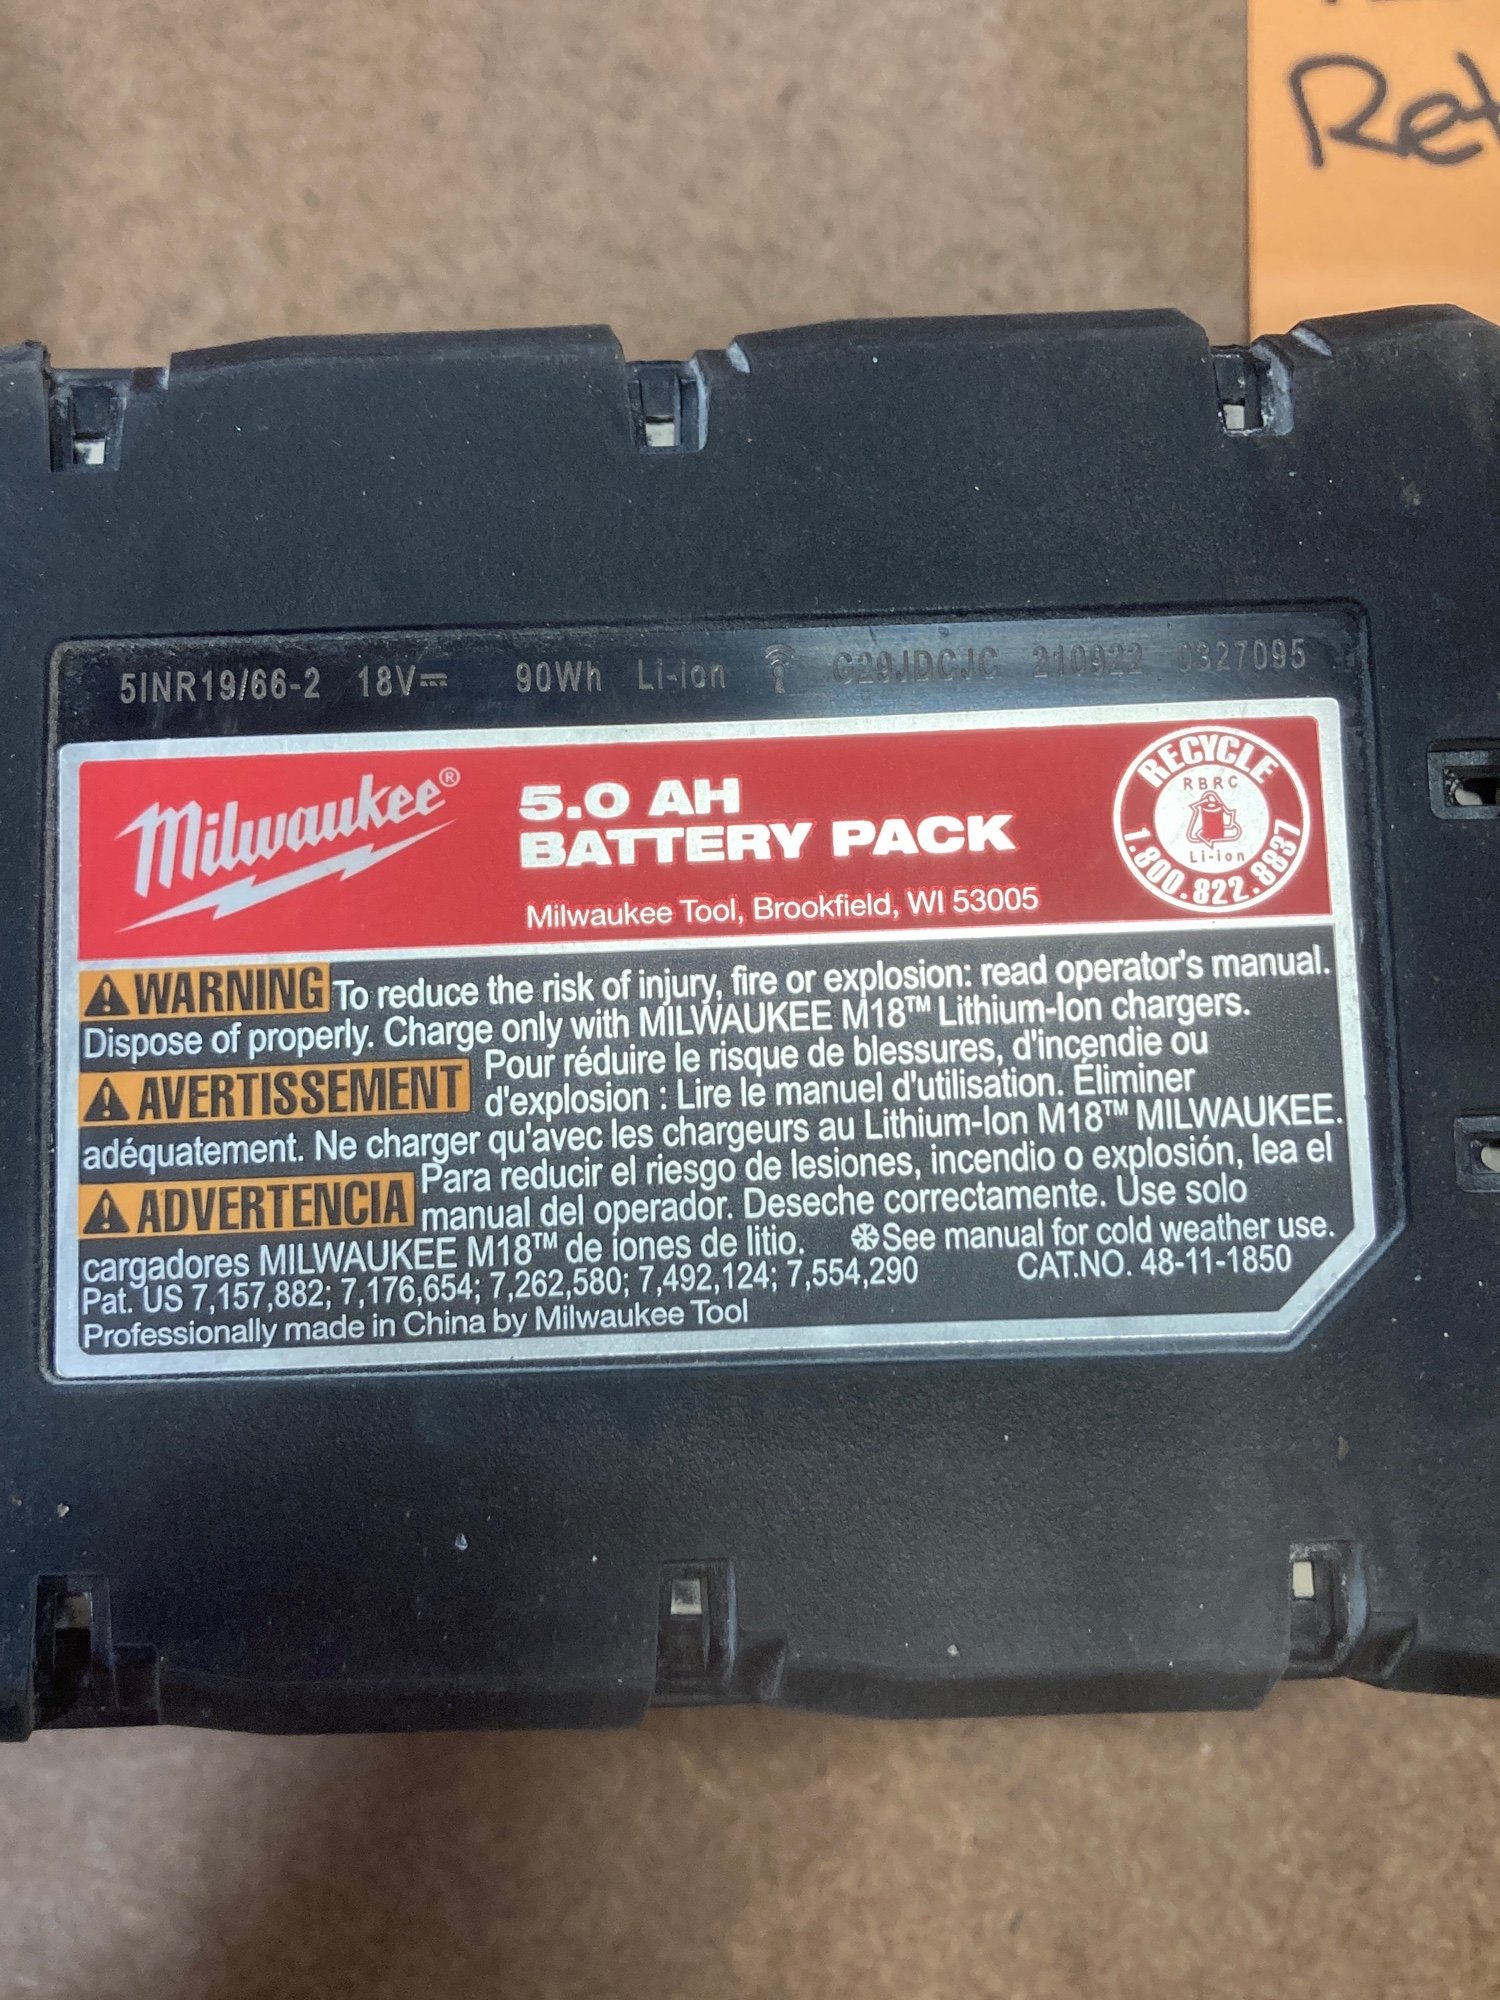 Ret
5INR19/66-2 18V 90Wh Li-ion C29JDCJC 210922 0327095
Milwaukee®
5.0 AH
BATTERY PACK
Milwaukee Tool, Brookfield, WI 53005
RECYCLE
RBRC
Li-ion
1.800.822.8837
WARNING To reduce the risk of injury, fire or explosion: read operator's manual.
Dispose of properly. Charge only with MILWAUKEE M18™ Lithium-Ion chargers.
AVERTISSEMENT Pour réduire le risque de blessures, d'incendie ou
d'explosion : Lire le manuel d'utilisation. Éliminer
adéquatement. Ne charger qu'avec les chargeurs au Lithium-Ion M18™ MILWAUKEE.
ADVERTENCIA Para reducir el riesgo de lesiones, incendio o explosión, lea el
manual del operador. Deseche correctamente. Use solo
cargadores MILWAUKEE M18™ de iones de litio. See manual for cold weather use.
Pat. US 7,157,882; 7,176,654; 7,262,580; 7,492,124; 7,554,290 CAT.NO. 48-11-1850
Professionally made in China by Milwaukee Tool